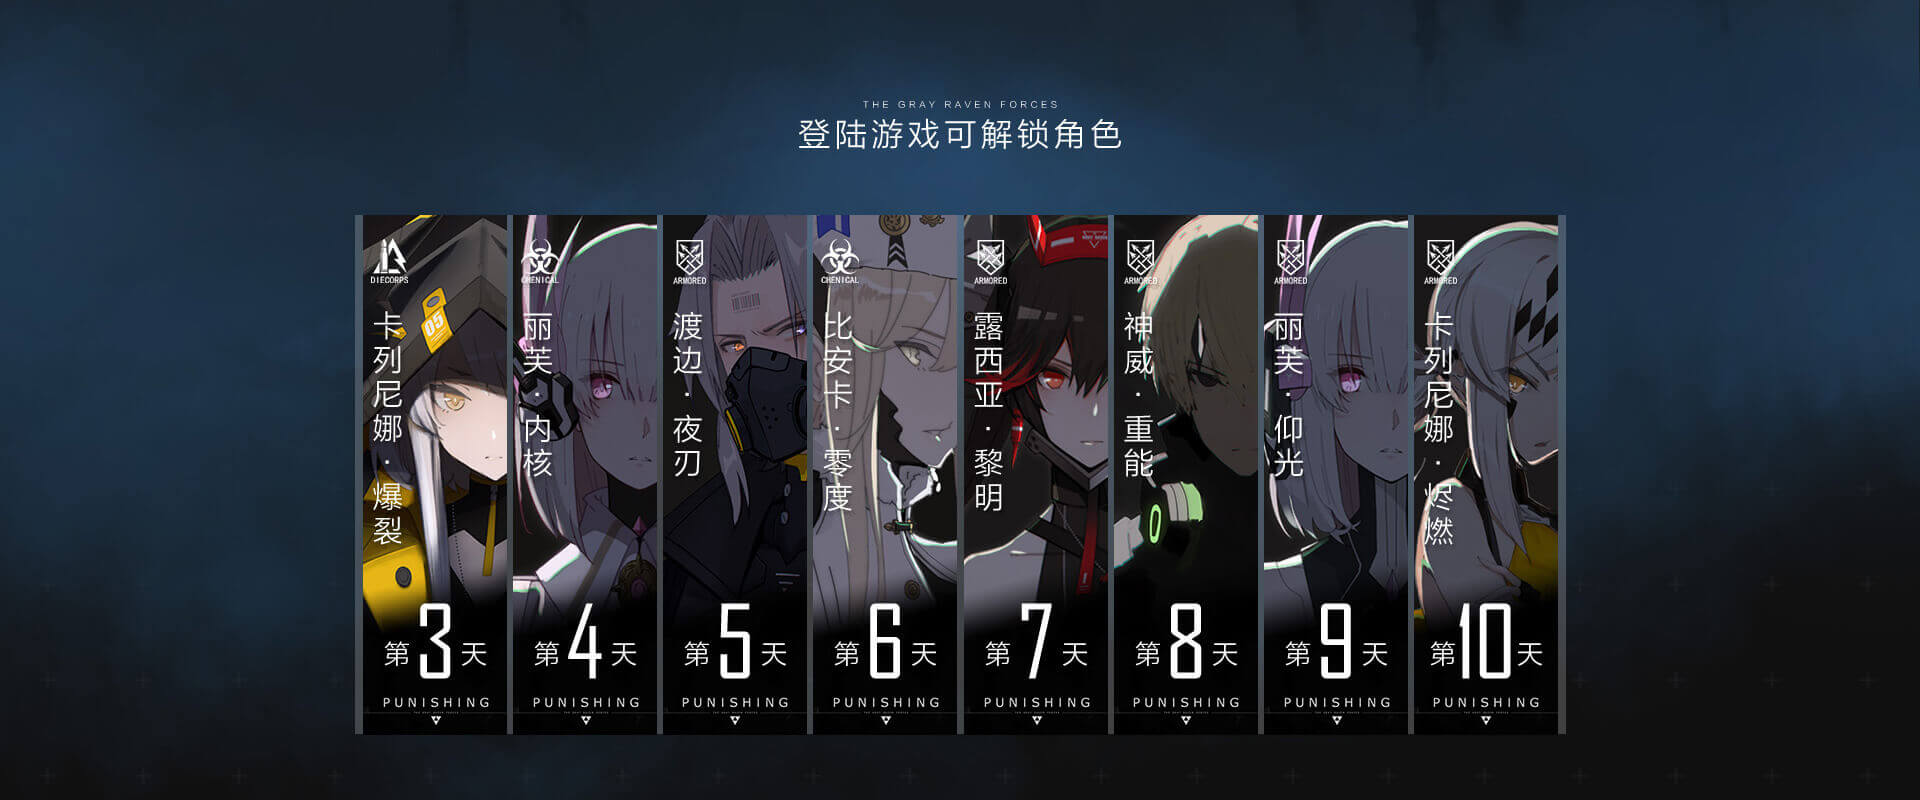 THE GRAY RAVEN FORCES
登陆游戏可解锁角色
DIECORPS
卡列尼娜·爆裂
05
第3天
PUNISHING
CHENICAL
丽芙·内核
第4天
PUNISHING
ARMORED
渡边·夜刃
第5天
PUNISHING
CHENICAL
比安卡·零度
第6天
PUNISHING
ARMORED
露西亚·黎明
第7天
PUNISHING
ARMORED
神威·重能
第8天
PUNISHING
ARMORED
丽芙·仰光
第9天
PUNISHING
ARMORED
卡列尼娜·烬燃
第10天
PUNISHING